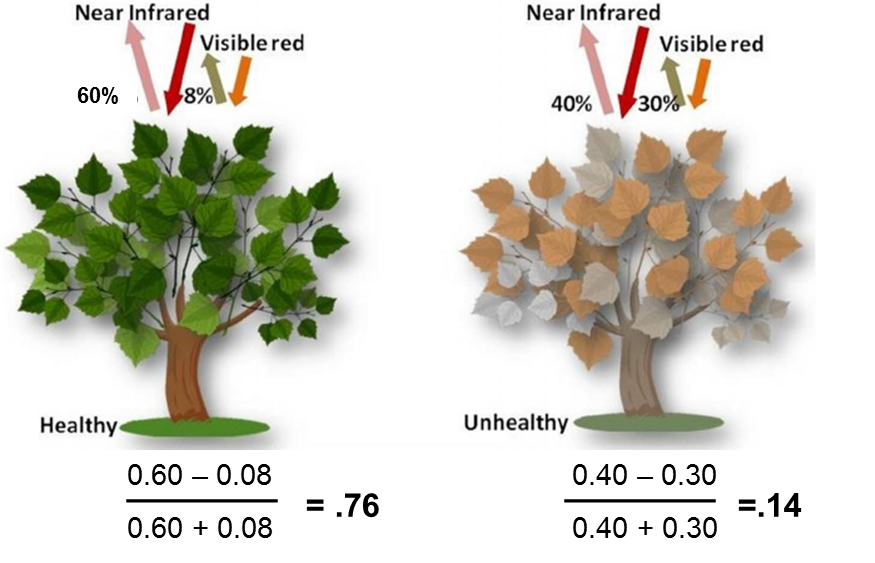 Near Infrared
Visible red
60%
8%
Healthy
0.60 – 0.08
0.60 + 0.08
= .76
Near Infrared
Visible red
40%
30%
Unhealthy
0.40 – 0.30
0.40 + 0.30
=.14